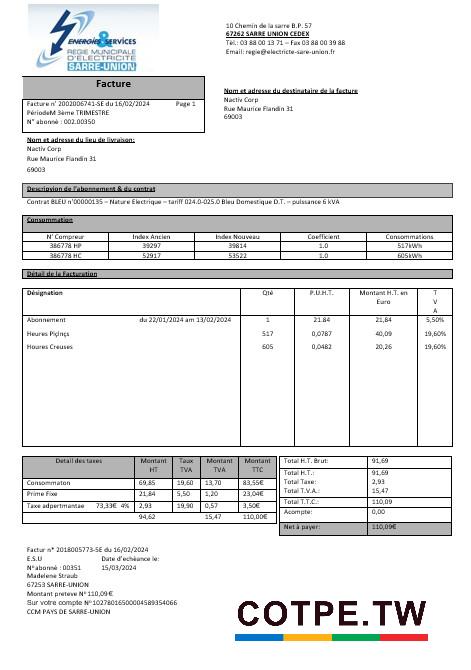 ENERGIES & SERVICES
REGIE MUNICIPALE
D'ELECTRICITE
SARRE-UNION
10 Chemin de la sarre B.P. 57
67262 SARRE UNION CEDEX
Tél.: 03 88 00 13 71 – Fax 03 88 00 39 88
Email: regie@electricte-sare-union.fr
Facture
Facture n' 2002006741-SE du 16/02/2024 Page 1
PériodeM 3ème TRIMESTRE
N° abonné : 002.00350
Nom et adresse du destinataire de la facture
Nactiv Corp
Rue Maurice Flandin 31
69003
Nom et adresse du lieu de livraison:
Nactiv Corp
Rue Maurice Flandin 31
69003
Descripvion de l'abonnement & du contrat
Contrat BLEU n'00000135 – Nature Electrique – tariff 024.0-025.0 Bleu Domestique D.T. – pulssance 6 kVA
Consommation
N' Compreur Index Ancien Index Nouveau Coefficient Consommations
386778 HP 39297 39814 1.0 517kWh
386778 HC 52917 53522 1.0 605kWh
Détail de la Facturation
Désignation Qté P.U.H.T. Montant H.T. en Euro T V A
Abonnement du 22/01/2024 am 13/02/2024 1 21.84 21,84 5,50%
Heures Piçlnçs 517 0,0787 40,09 19,60%
Houres Creuses 605 0,0482 20,26 19,60%
Detail des taxes Montant HT Taux TVA Montant TVA Montant TTC
Consommaton 69,85 19,60 13,70 83,55€
Prime Fixe 21,84 5,50 1,20 23,04€
Taxe adpertmantae 73,33€ 4% 2,93 19,90 0,57 3,50€
94,62 15,47 110,00€
Total H.T. Brut: 91,69
Total H.T.: 91,69
Total Taxe: 2,93
Total T.V.A.: 15,47
Total T.T.C.: 110,09
Acompte: 0,00
Net à payer: 110,09€
Factur n* 2018005773-SE du 16/02/2024
E.S.U Date d'echèance le:
N°abonné : 00351 15/03/2024
Madelene Straub
67253 SARRE-UNION
Montant preteve N°110,09€
Sur votre compte N°10278016500004589354066
CCM PAYS DE SARRE-UNION
COTPE.TW